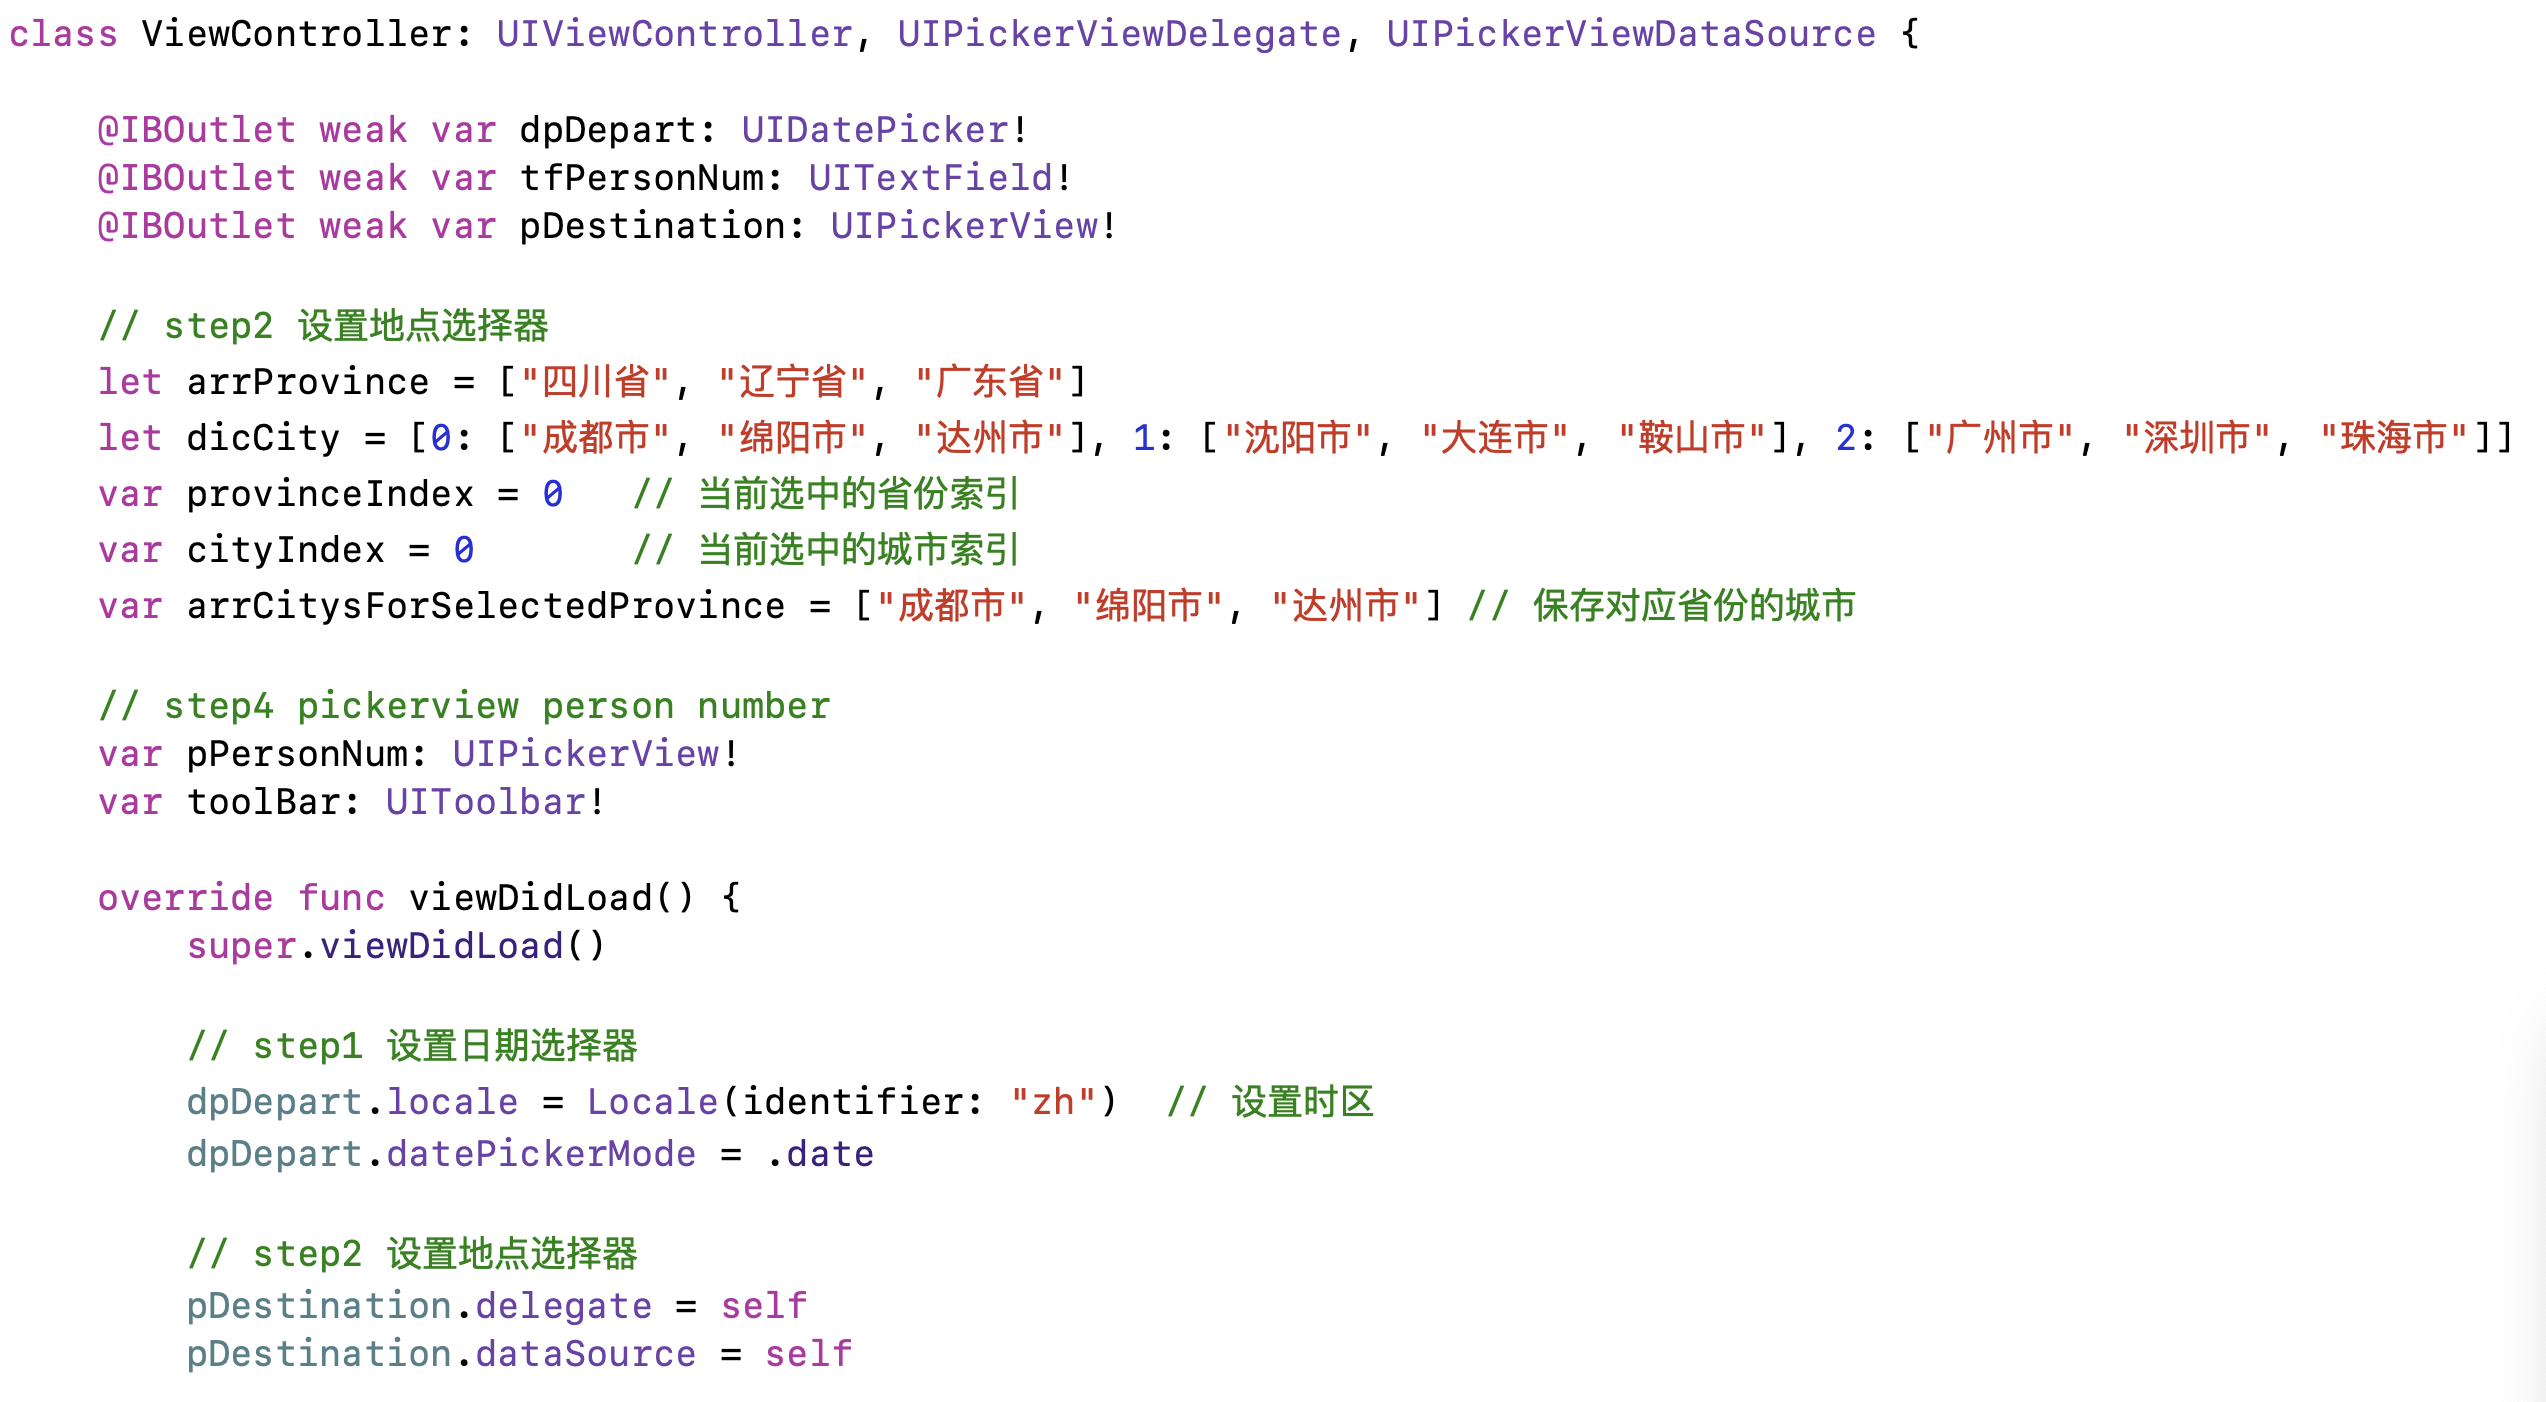 class ViewController: UIViewController, UIPickerViewDelegate, UIPickerViewDataSource {
@IBOutlet weak var dpDepart: UIDatePicker!
@IBOutlet weak var tfPersonNum: UITextField!
@IBOutlet weak var pDestination: UIPickerView!
// step2 设置地点选择器
let arrProvince = ["四川省", "辽宁省", "广东省"]
let dicCity = [0: ["成都市", "绵阳市", "达州市"], 1: ["沈阳市", "大连市", "鞍山市"], 2: ["广州市", "深圳市", "珠海市"]]
var provinceIndex = 0   // 当前选中的省份索引
var cityIndex = 0       // 当前选中的城市索引
var arrCitysForSelectedProvince = ["成都市", "绵阳市", "达州市"] // 保存对应省份的城市
// step4 pickerview person number
var pPersonNum: UIPickerView!
var toolBar: UIToolbar!
override func viewDidLoad() {
super.viewDidLoad()
// step1 设置日期选择器
dpDepart.locale = Locale(identifier: "zh")  // 设置时区
dpDepart.datePickerMode = .date
// step2 设置地点选择器
pDestination.delegate = self
pDestination.dataSource = self